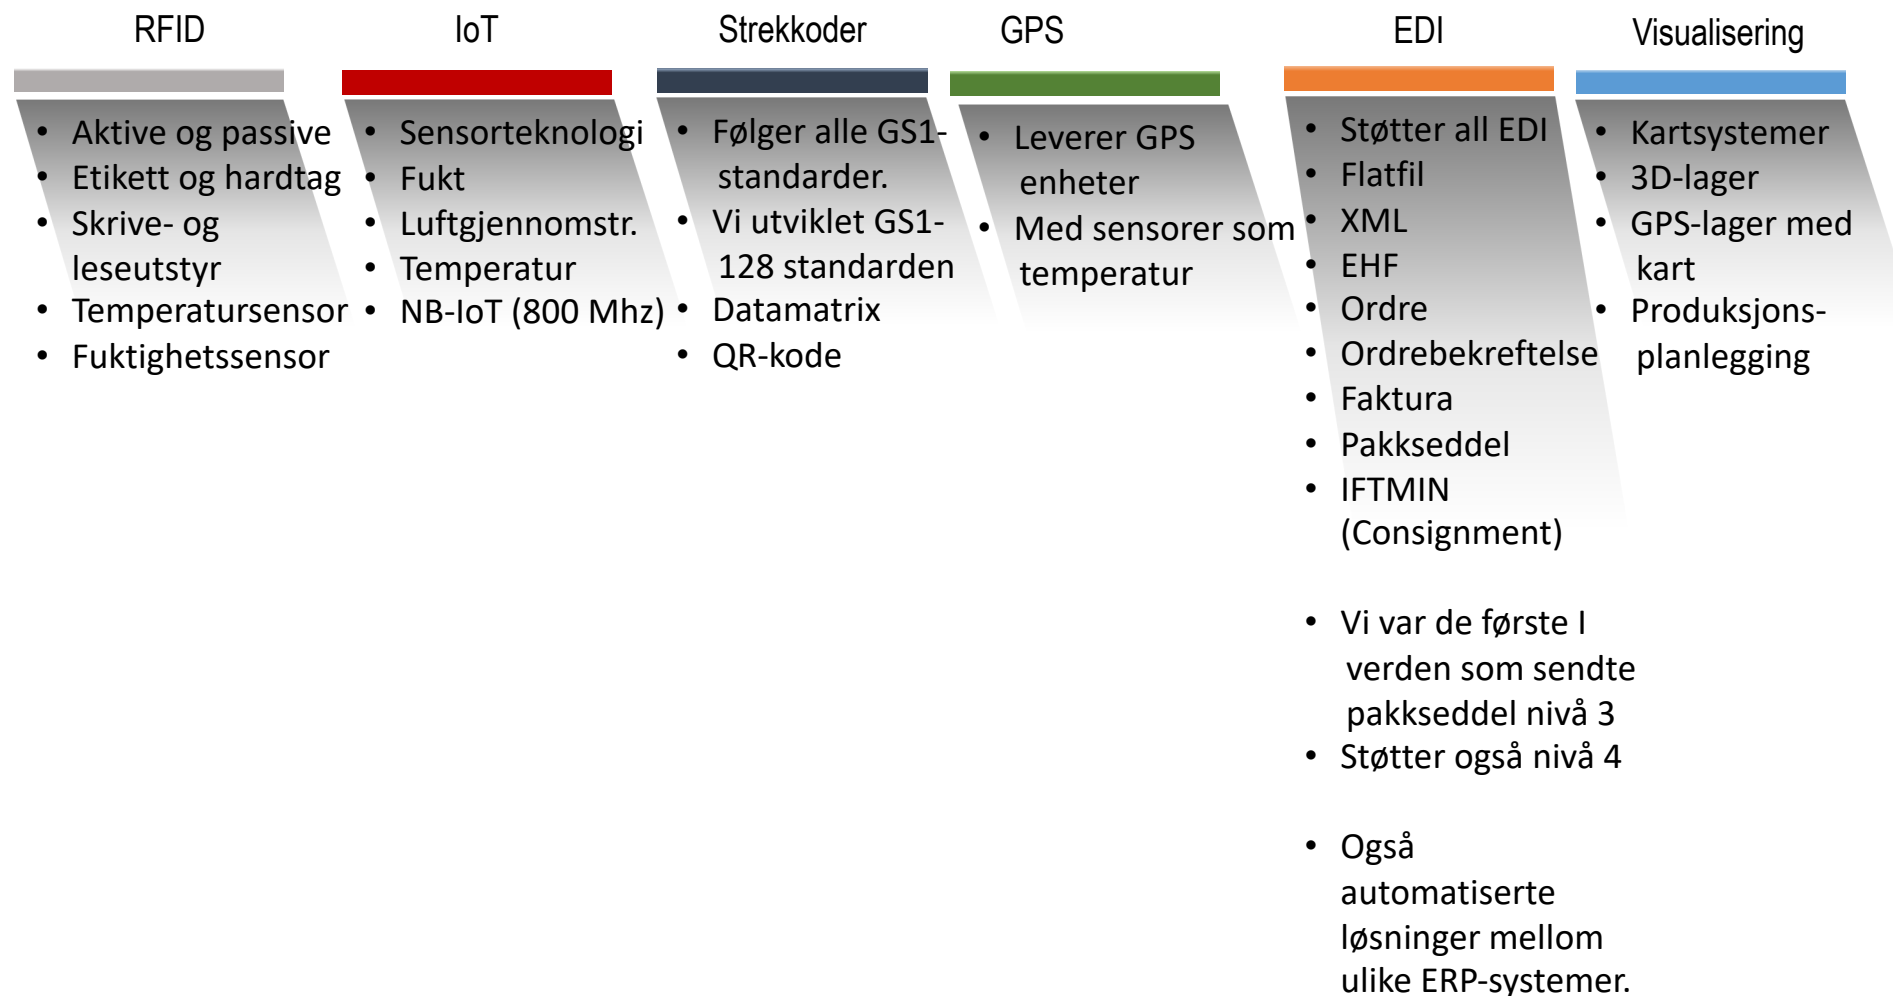 RFID
• Aktive og passive
• Etikett og hardtag
• Skrive- og
leseutstyr
• Temperatursensor
• Fuktighetssensor
IoT
• Sensorteknologi
• Fukt
• Luftgjennomstr.
• Temperatur
• NB-IoT (800 Mhz)
Strekkoder
• Følger alle GS1-
standarder.
• Vi utviklet GS1-
128 standarden
• Datamatrix
• QR-kode
GPS
• Leverer GPS
enheter
• Med sensorer som
temperatur
EDI
• Støtter all EDI
• Flatfil
• XML
• EHF
• Ordre
• Ordrebekreftelse
• Faktura
• Pakkseddel
• IFTMIN
(Consignment)
• Vi var de første I
verden som sendte
pakkseddel nivå 3
• Støtter også nivå 4
• Også
automatiserte
løsninger mellom
ulike ERP-systemer.
Visualisering
• Kartsystemer
• 3D-lager
• GPS-lager med
kart
• Produksjons-
planlegging